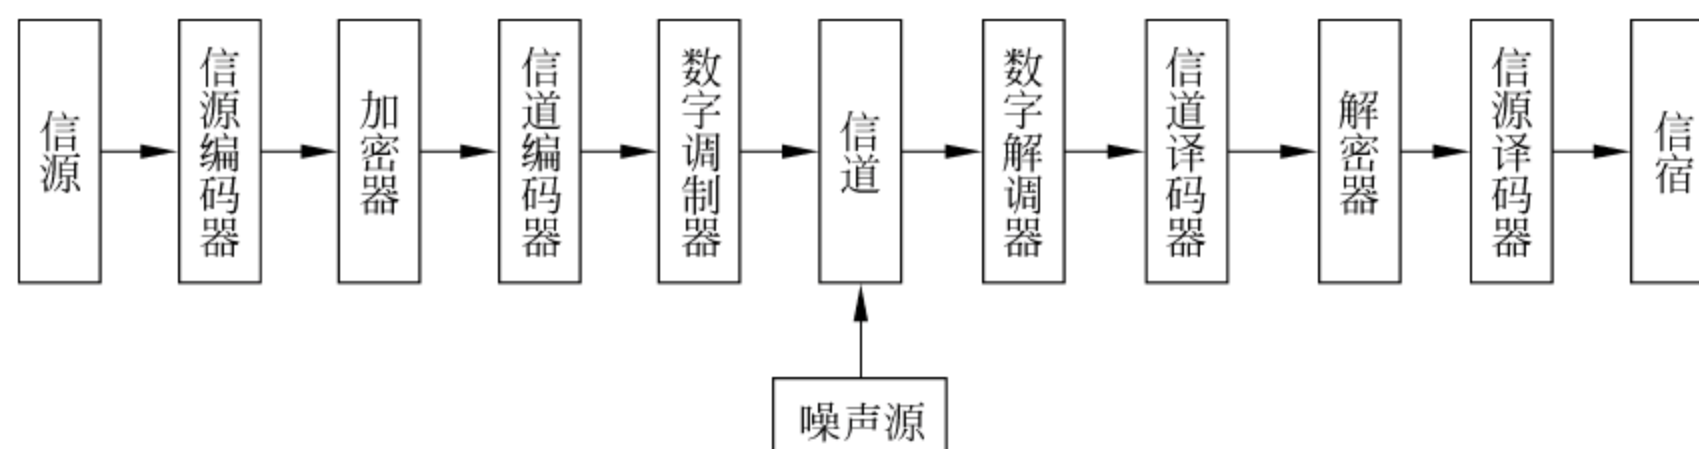 信源
信源编码器
加密器
信道编码器
数字调制器
信道
数字解调器
信道译码器
解密器
信源译码器
信宿
噪声源